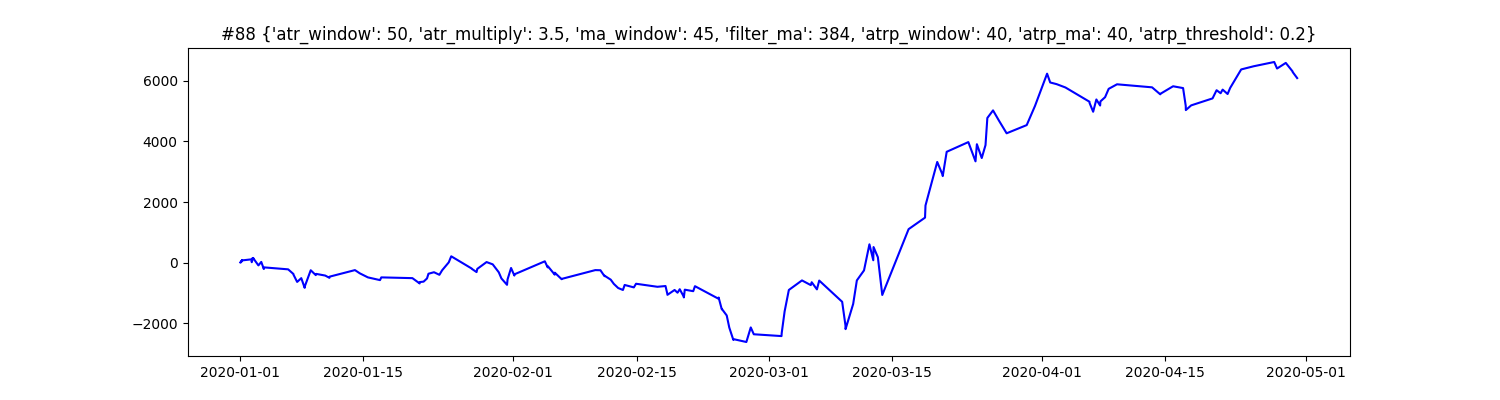 #88 {'atr_window': 50, 'atr_multiply': 3.5, 'ma_window': 45, 'filter_ma': 384, 'atrp_window': 40, 'atrp_ma': 40, 'atrp_threshold': 0.2}
6000
4000
2000
0
−2000
2020-01-01 2020-01-15 2020-02-01 2020-02-15 2020-03-01 2020-03-15 2020-04-01 2020-04-15 2020-05-01